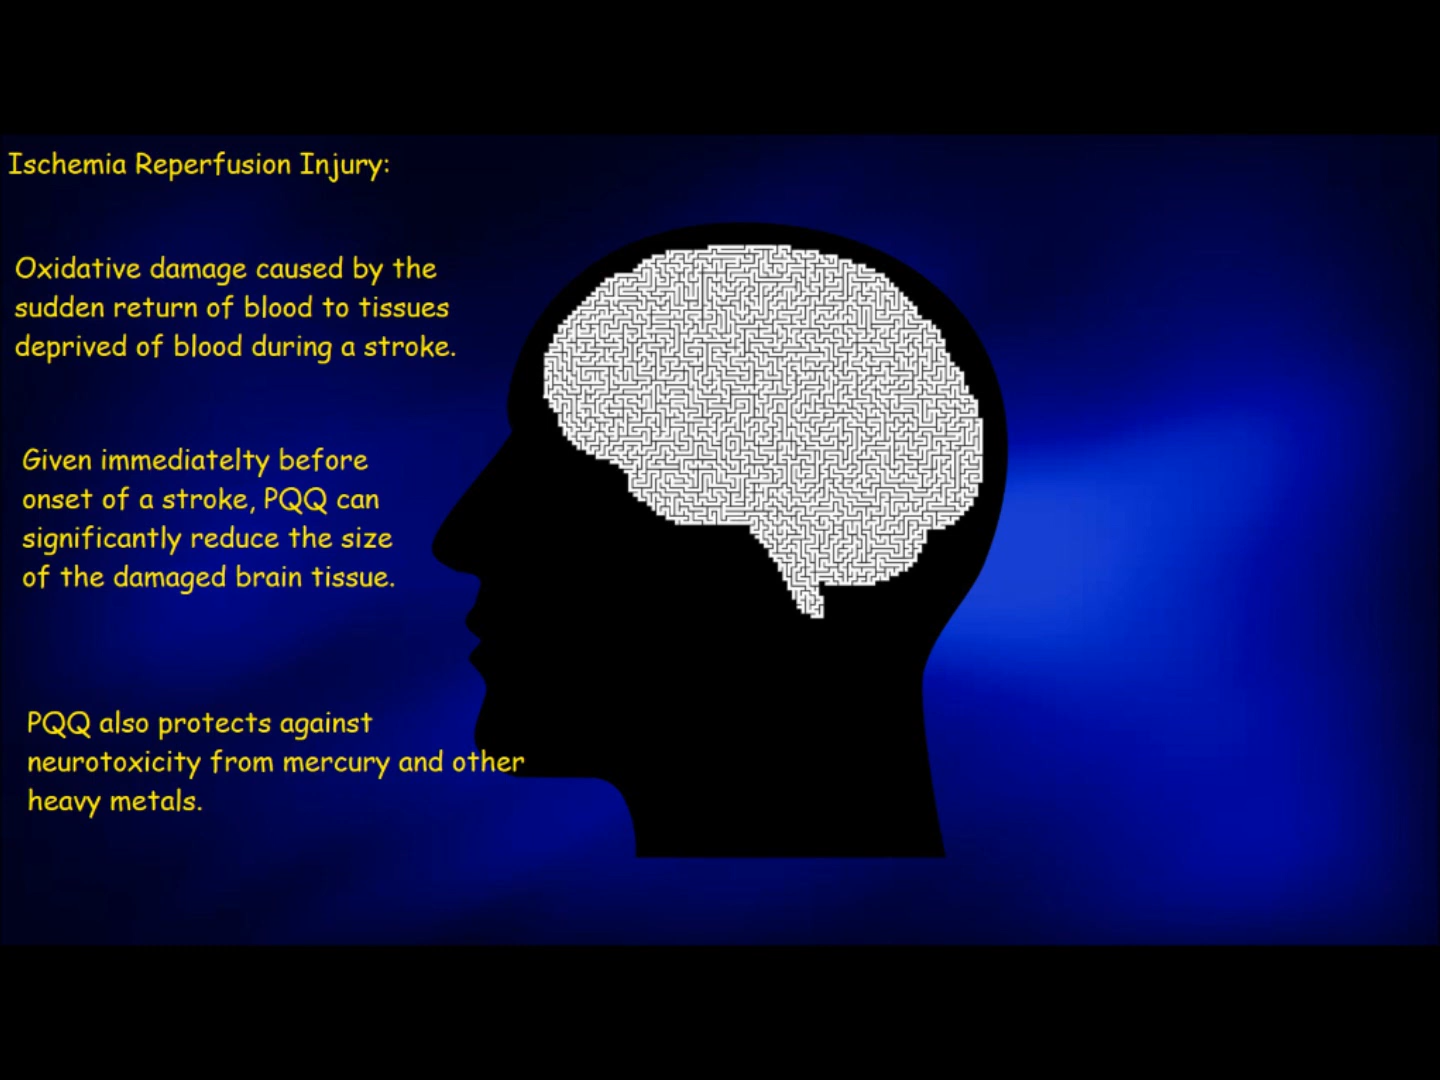 Ischemia Reperfusion Injury:
Oxidative damage caused by the
sudden return of blood to tissues
deprived of blood during a stroke.
Given immediatelty before
onset of a stroke, PQQ can
significantly reduce the size
of the damaged brain tissue.
PQQ also protects against
neurotoxicity from mercury and other
heavy metals.